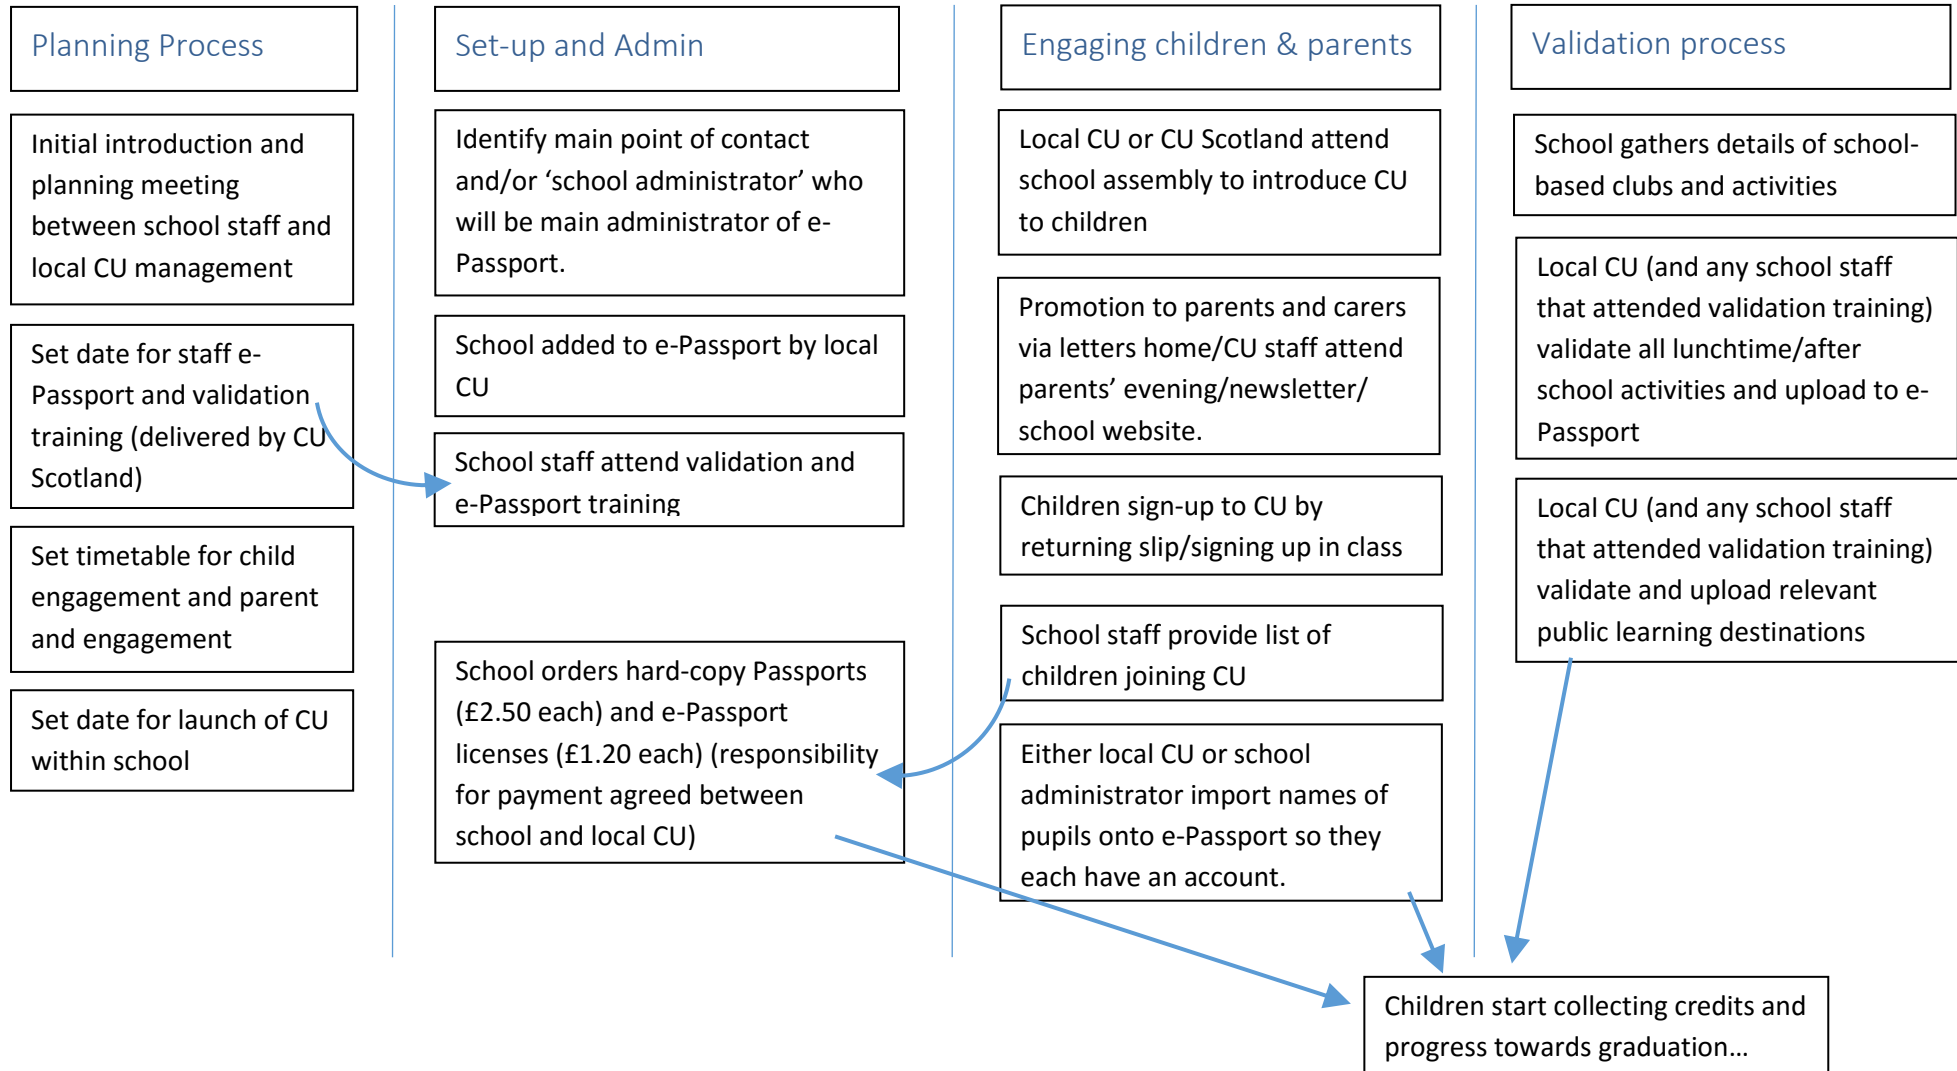 Planning Process
Initial introduction and
planning meeting
between school staff and
local CU management
Set date for staff e-
Passport and validation
training (delivered by CU
Scotland)
Set timetable for child
engagement and parent
and engagement
Set date for launch of CU
within school
Set-up and Admin
Identify main point of contact
and/or ‘school administrator’ who
will be main administrator of e-
Passport.
School added to e-Passport by local
CU
School staff attend validation and
e-Passport training
School orders hard-copy Passports
(£2.50 each) and e-Passport
licenses (£1.20 each) (responsibility
for payment agreed between
school and local CU)
Engaging children & parents
Local CU or CU Scotland attend
school assembly to introduce CU
to children
Promotion to parents and carers
via letters home/CU staff attend
parents’ evening/newsletter/
school website.
Children sign-up to CU by
returning slip/signing up in class
School staff provide list of
children joining CU
Either local CU or school
administrator import names of
pupils onto e-Passport so they
each have an account.
Validation process
School gathers details of school-
based clubs and activities
Local CU (and any school staff
that attended validation training)
validate all lunchtime/after
school activities and upload to e-
Passport
Local CU (and any school staff
that attended validation training)
validate and upload relevant
public learning destinations
Children start collecting credits and
progress towards graduation…